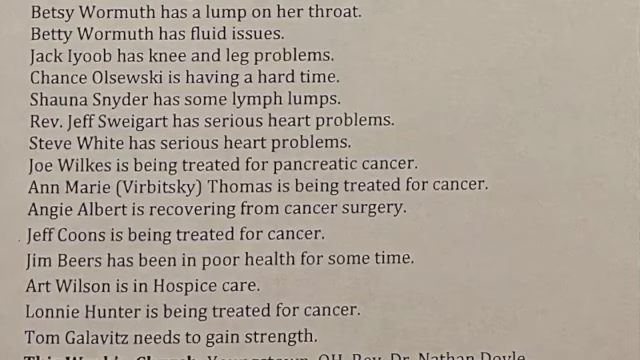 Betsy Wormuth has a lump on her throat.
Betty Wormuth has fluid issues.
Jack Iyoob has knee and leg problems.
Chance Olsewski is having a hard time.
Shauna Snyder has some lymph lumps.
Rev. Jeff Sweigart has serious heart problems.
Steve White has serious heart problems.
Joe Wilkes is being treated for pancreatic cancer.
Ann Marie (Virbitsky) Thomas is being treated for cancer.
Angie Albert is recovering from cancer surgery.
Jeff Coons is being treated for cancer.
Jim Beers has been in poor health for some time.
Art Wilson is in Hospice care.
Lonnie Hunter is being treated for cancer.
Tom Galavitz needs to gain strength.
OH, Rev. Dr. Nathan Doyle